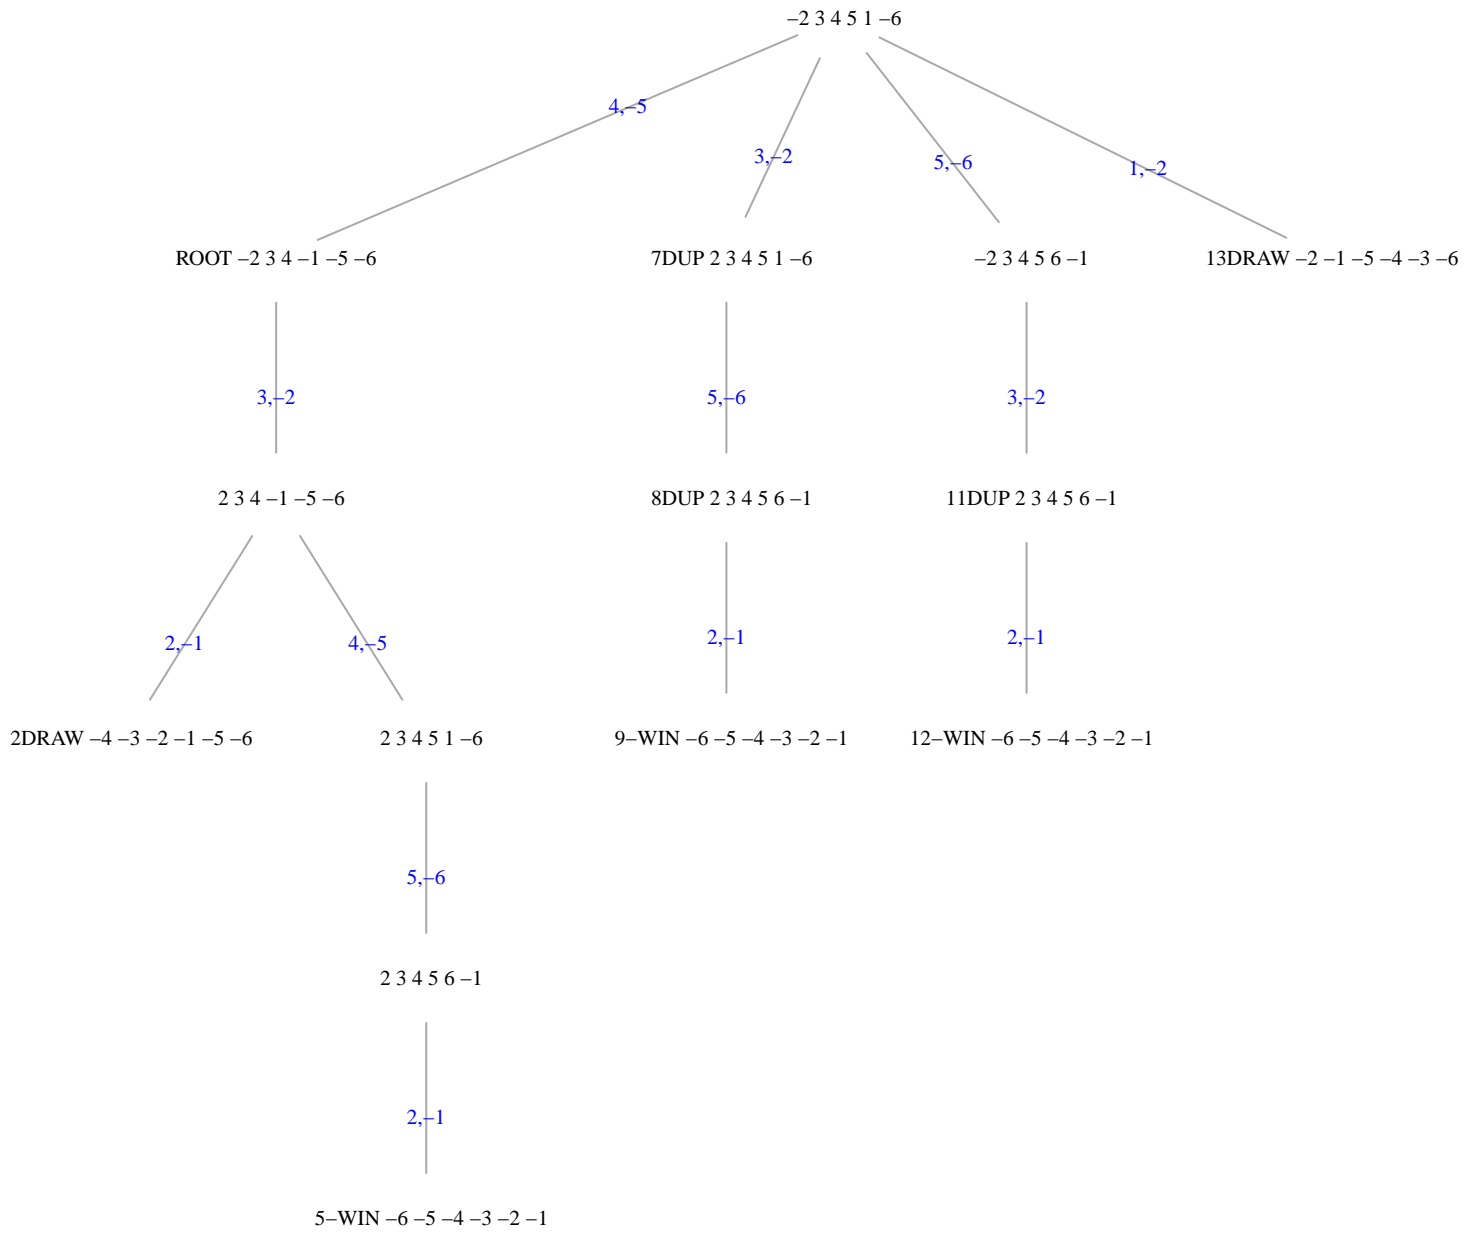 –2 3 4 5 1 –6
4,–5
3,–2
5,–6
1,–2
ROOT –2 3 4 –1 –5 –6
7DUP 2 3 4 5 1 –6
–2 3 4 5 6 –1
13DRAW –2 –1 –5 –4 –3 –6
3,–2
5,–6
3,–2
2 3 4 –1 –5 –6
8DUP 2 3 4 5 6 –1
11DUP 2 3 4 5 6 –1
2,–1
4,–5
2,–1
2,–1
2DRAW –4 –3 –2 –1 –5 –6
2 3 4 5 1 –6
9–WIN –6 –5 –4 –3 –2 –1
12–WIN –6 –5 –4 –3 –2 –1
5,–6
2 3 4 5 6 –1
2,–1
5–WIN –6 –5 –4 –3 –2 –1